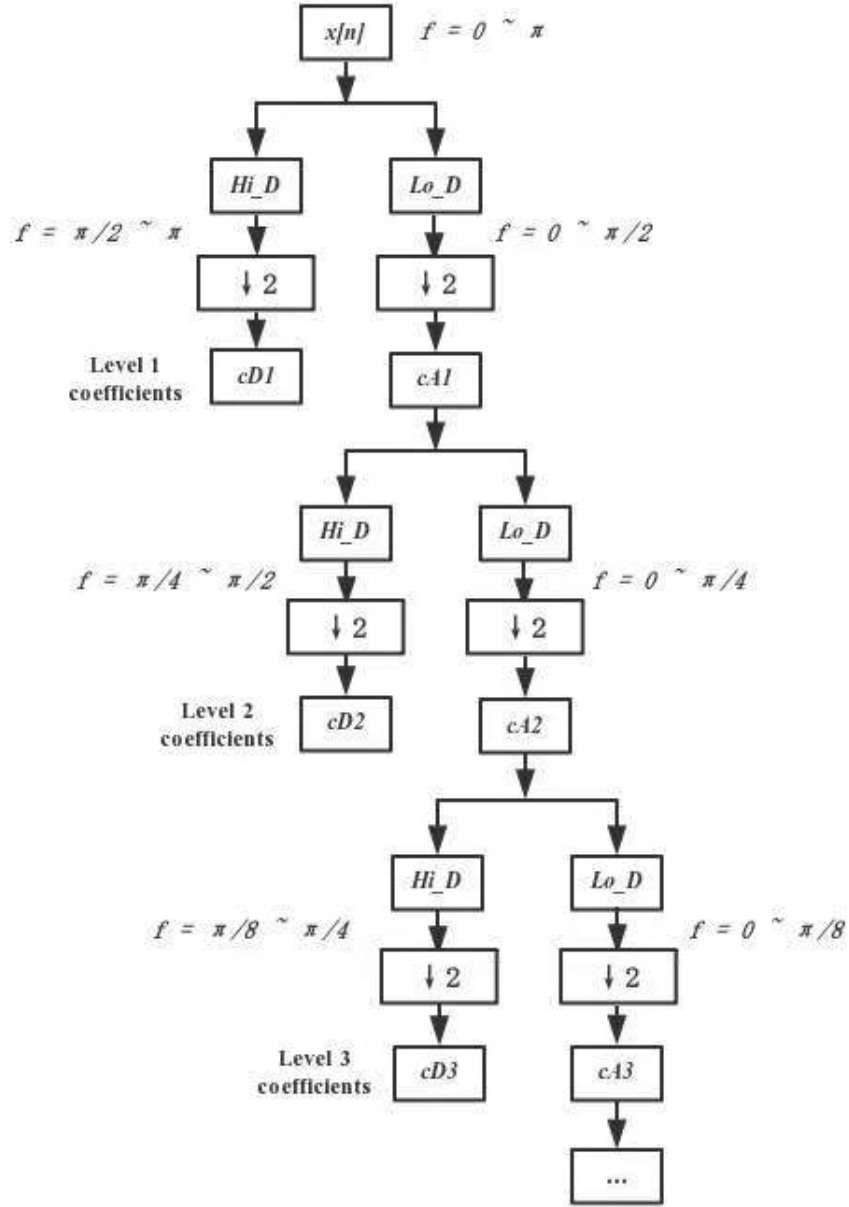 x[n]
f = 0 ~ π
Hi_D
Lo_D
f = π/2 ~ π
f = 0 ~ π/2
↓ 2
↓ 2
Level 1
coefficients
cD1
cA1
Hi_D
Lo_D
f = π/4 ~ π/2
f = 0 ~ π/4
↓ 2
↓ 2
Level 2
coefficients
cD2
cA2
Hi_D
Lo_D
f = π/8 ~ π/4
f = 0 ~ π/8
↓ 2
↓ 2
Level 3
coefficients
cD3
cA3
...